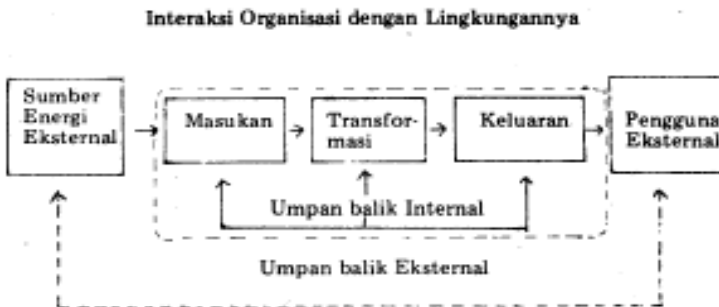 Interaksi Organisasi dengan Lingkungannya
Sumber
Energi
Eksternal
Masukan
Transfor-
masi
Keluaran
Pengguna
Eksternal
Umpan balik Internal
Umpan balik Eksternal